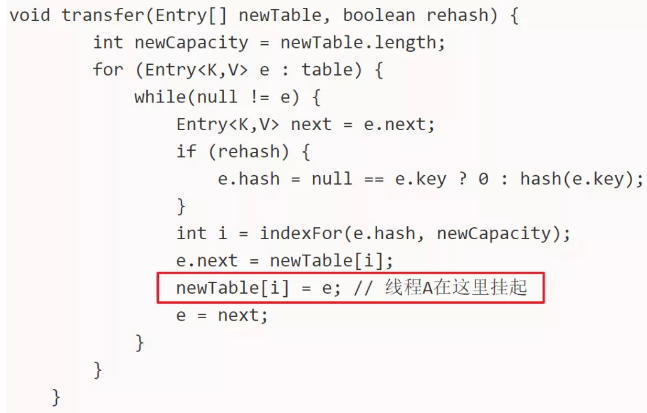 void transfer(Entry[] newTable, boolean rehash) {
        int newCapacity = newTable.length;
        for (Entry<K,V> e : table) {
            while(null != e) {
                Entry<K,V> next = e.next;
                if (rehash) {
                    e.hash = null == e.key ? 0 : hash(e.key);
                }
                int i = indexFor(e.hash, newCapacity);
                e.next = newTable[i];
                newTable[i] = e; // 线程A在这里挂起
                e = next;
            }
        }
    }